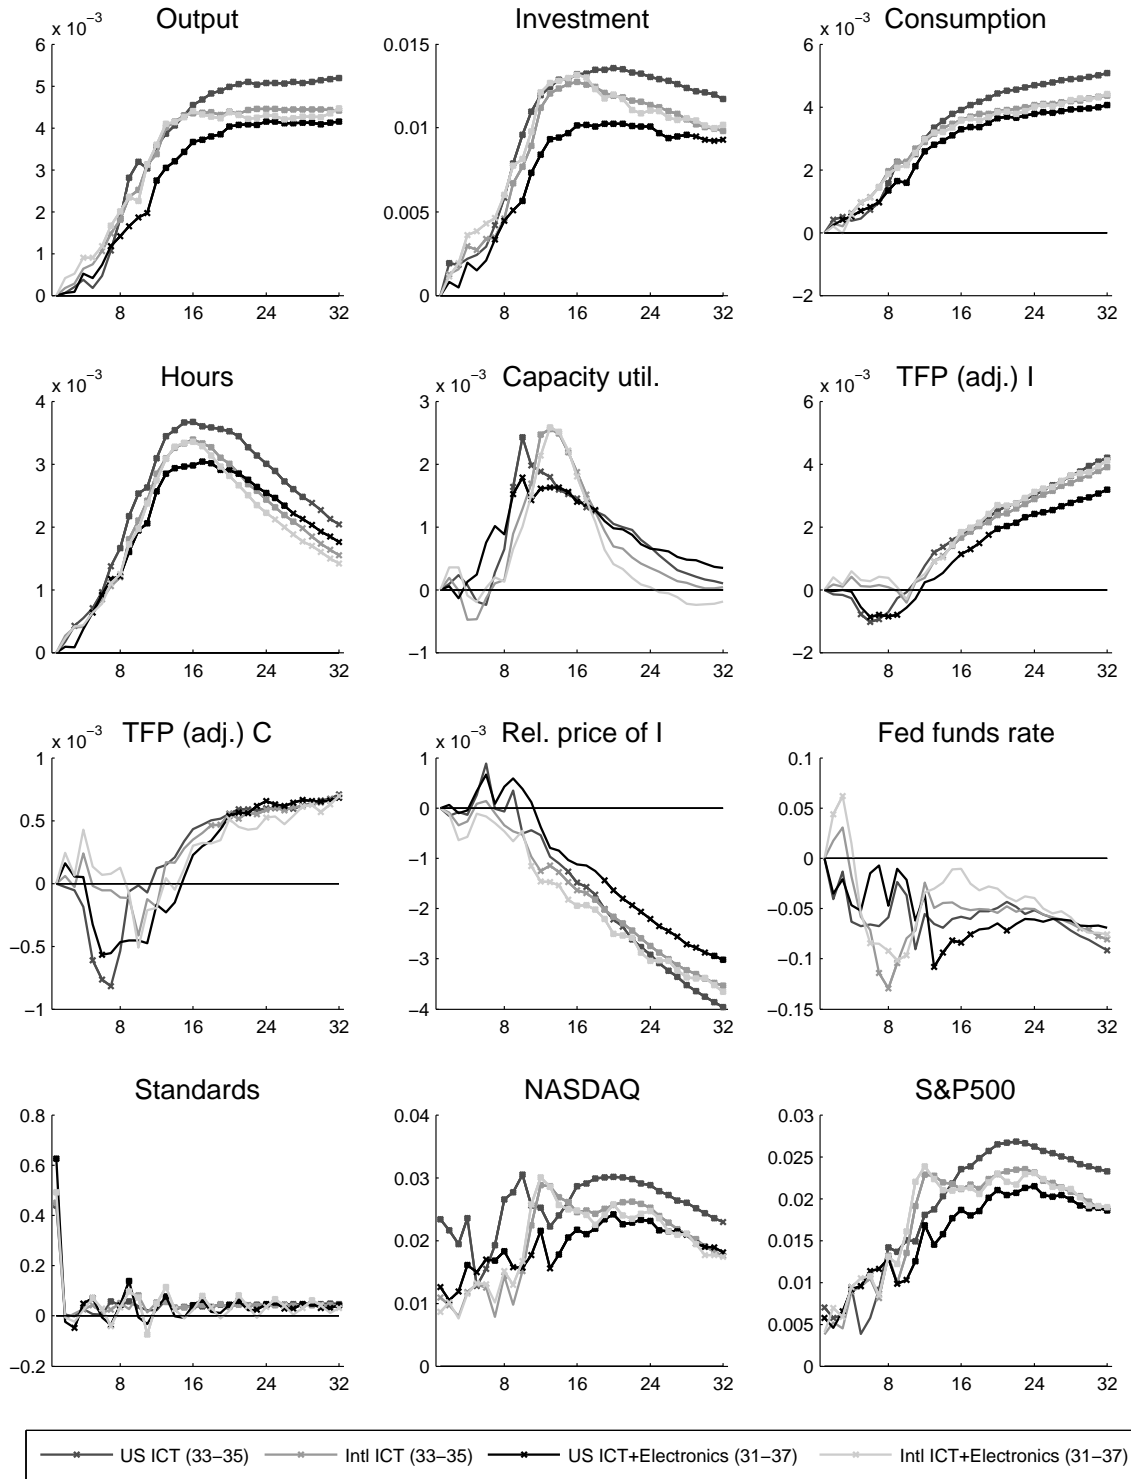 Output
Investment
Consumption
x 10⁻³
6
5
4
3
2
1
0
8 16 24 32
0.015
0.01
0.005
0
8 16 24 32
x 10⁻³
6
4
2
0
−2
8 16 24 32
Hours
Capacity util.
TFP (adj.) I
x 10⁻³
4
3
2
1
0
8 16 24 32
x 10⁻³
3
2
1
0
−1
8 16 24 32
x 10⁻³
6
4
2
0
−2
8 16 24 32
TFP (adj.) C
Rel. price of I
Fed funds rate
x 10⁻³
1
0.5
0
−0.5
−1
8 16 24 32
x 10⁻³
1
0
−1
−2
−3
−4
8 16 24 32
0.1
0.05
0
−0.05
−0.1
−0.15
8 16 24 32
Standards
NASDAQ
S&P500
0.8
0.6
0.4
0.2
0
−0.2
8 16 24 32
0.04
0.03
0.02
0.01
0
8 16 24 32
0.03
0.025
0.02
0.015
0.01
0.005
0
8 16 24 32
US ICT (33−35) Intl ICT (33−35) US ICT+Electronics (31−37) Intl ICT+Electronics (31−37)